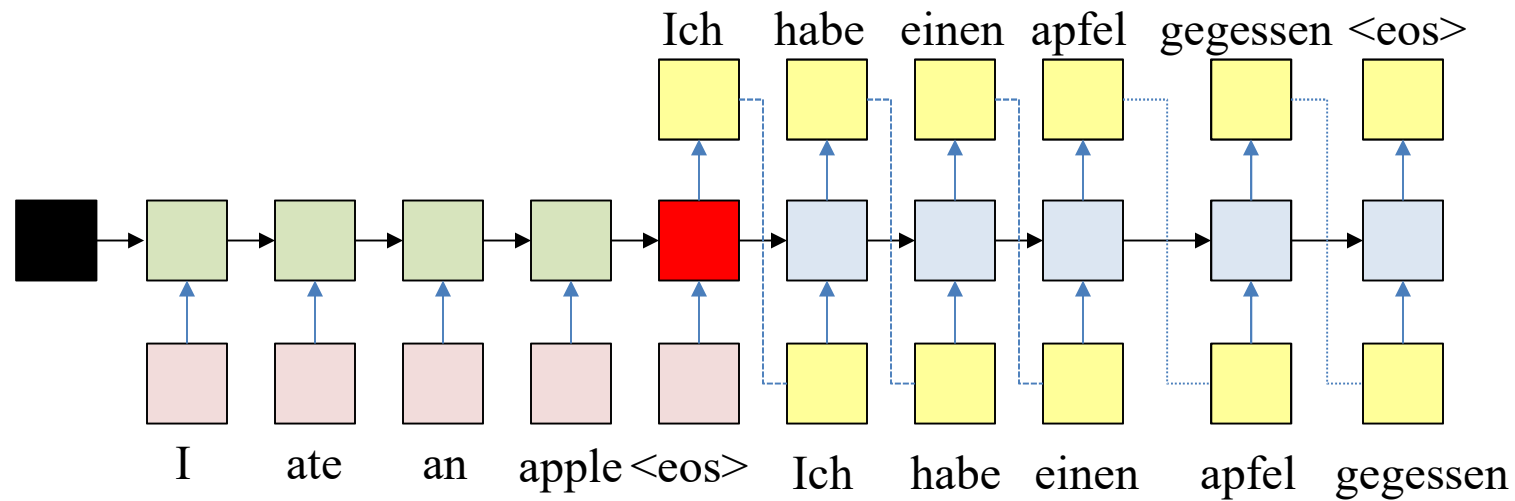 Ich habe einen apfel gegessen <eos>
I ate an apple <eos> Ich habe einen apfel gegessen